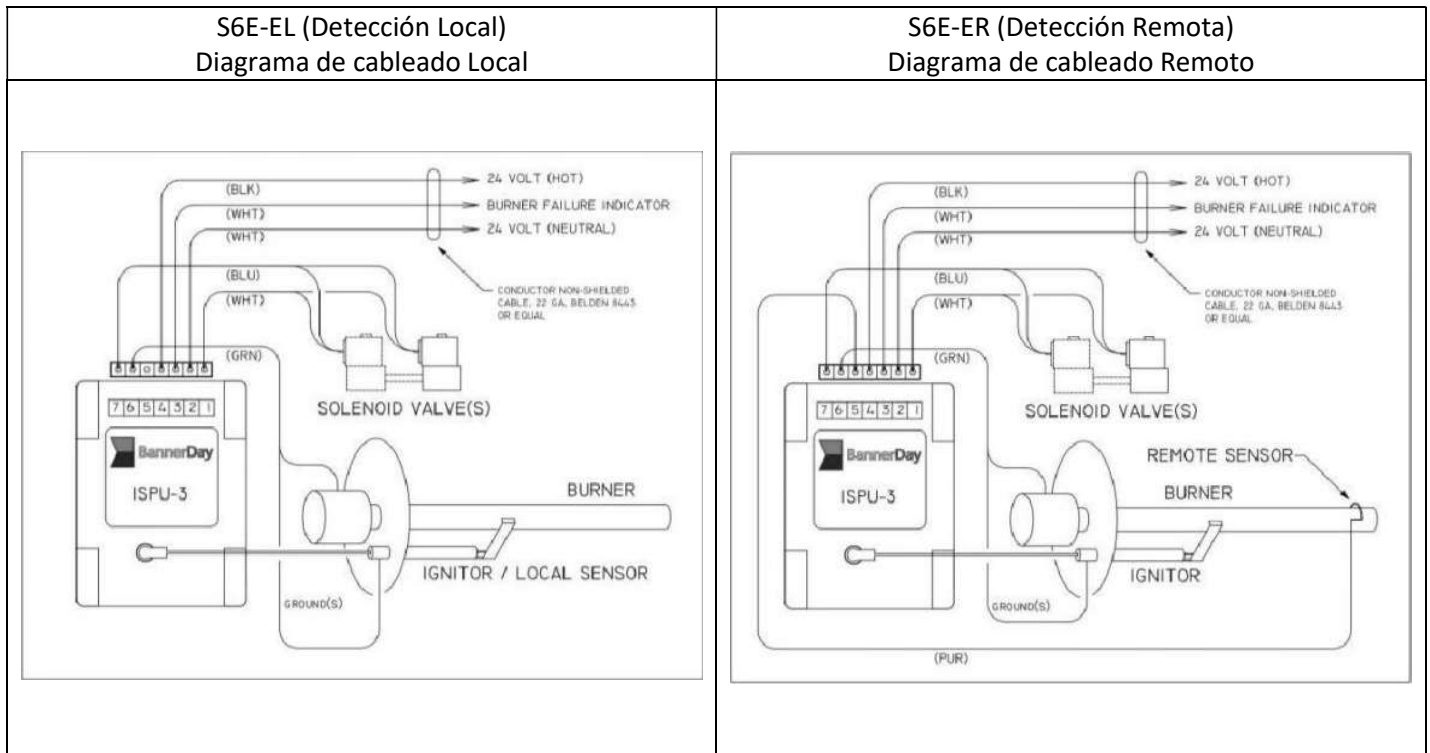 S6E-EL (Detección Local)
Diagrama de cableado Local
S6E-ER (Detección Remota)
Diagrama de cableado Remoto
(BLK)
24 VOLT (HOT)
(WHT)
BURNER FAILURE INDICATOR
(WHT)
24 VOLT (NEUTRAL)
(BLU)
(WHT)
CONDUCTOR NON-SHIELDED
CABLE, 22 GA, BELDEN 8443
OR EQUAL
(GRN)
SOLENOID VALVE(S)
7 6 5 4 3 2 1
BannerDay
ISPU-3
BURNER
IGNITOR / LOCAL SENSOR
GROUND(S)
(BLK)
24 VOLT (HOT)
(WHT)
BURNER FAILURE INDICATOR
(WHT)
24 VOLT (NEUTRAL)
(BLU)
(WHT)
CONDUCTOR NON-SHIELDED
CABLE, 22 GA, BELDEN 8443
OR EQUAL
(GRN)
SOLENOID VALVE(S)
7 6 5 4 3 2 1
BannerDay
ISPU-3
REMOTE SENSOR
BURNER
IGNITOR
GROUND(S)
(PUR)